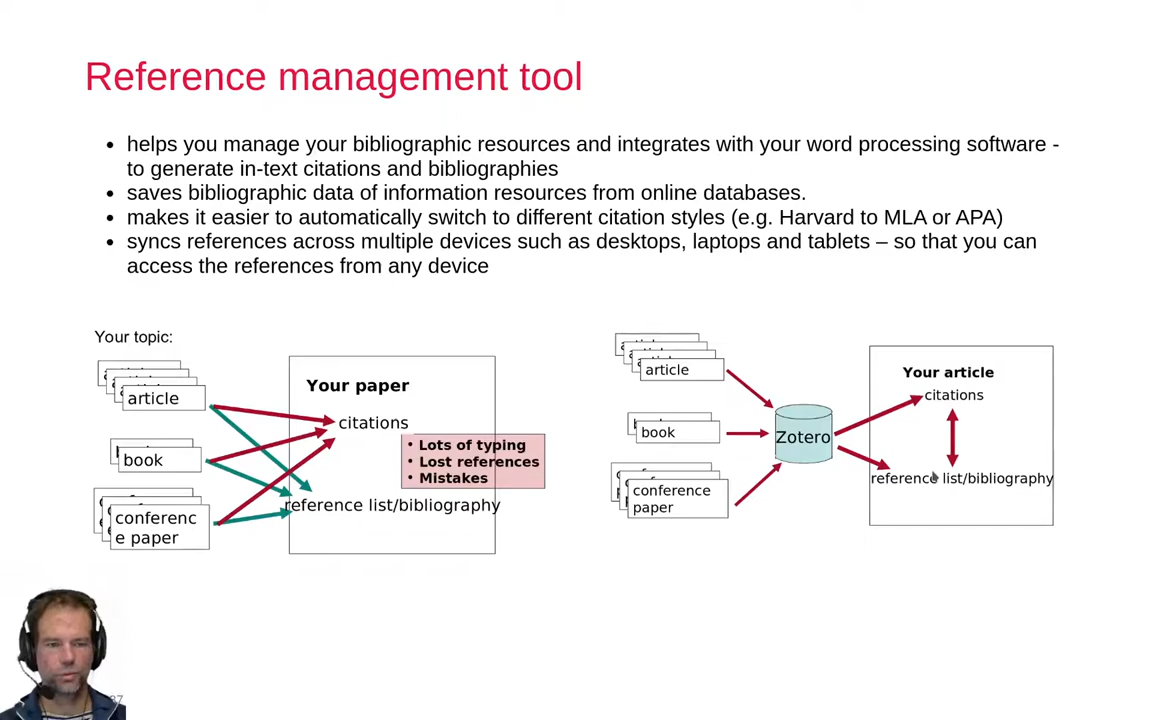 Reference management tool
• helps you manage your bibliographic resources and integrates with your word processing software -
to generate in-text citations and bibliographies
• saves bibliographic data of information resources from online databases.
• makes it easier to automatically switch to different citation styles (e.g. Harvard to MLA or APA)
• syncs references across multiple devices such as desktops, laptops and tablets – so that you can
access the references from any device
Your topic:
article
book
conferenc
e paper
Your paper
citations
• Lots of typing
• Lost references
• Mistakes
reference list/bibliography
article
book
conference
paper
Zotero
Your article
citations
reference list/bibliography
37